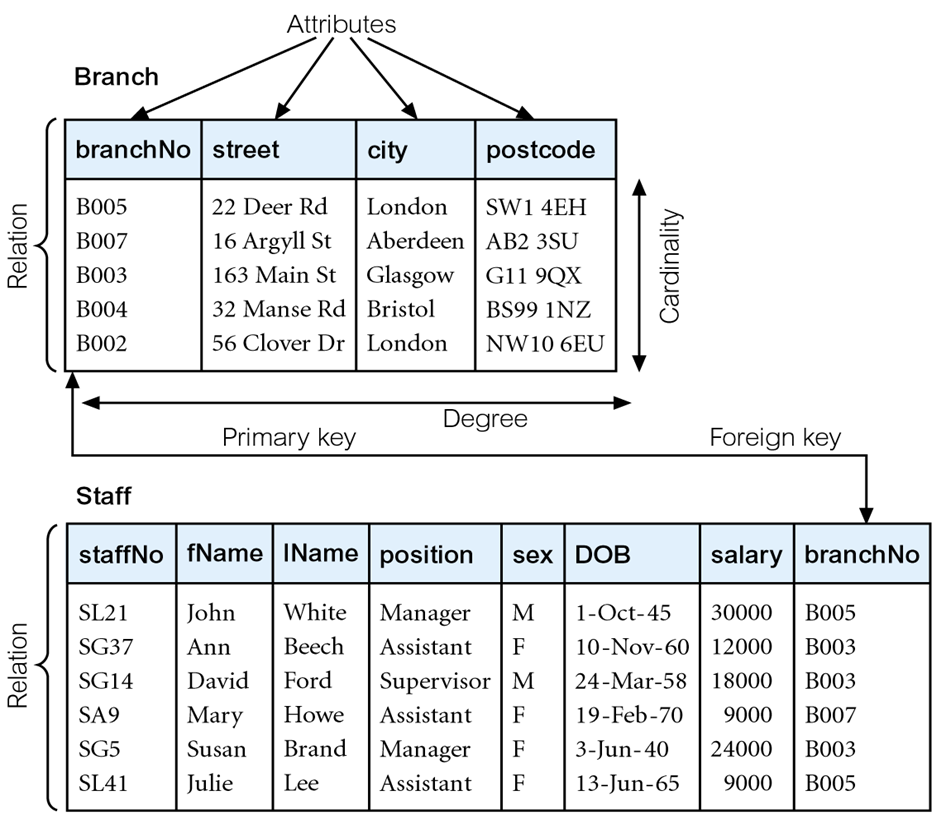 Attributes
Branch
branchNo street city postcode
B005 22 Deer Rd London SW1 4EH
B007 16 Argyll St Aberdeen AB2 3SU
B003 163 Main St Glasgow G11 9QX
B004 32 Manse Rd Bristol BS99 1NZ
B002 56 Clover Dr London NW10 6EU
Relation
Cardinality
Degree
Primary key
Foreign key
Staff
staffNo fName lName position sex DOB salary branchNo
SL21 John White Manager M 1-Oct-45 30000 B005
SG37 Ann Beech Assistant F 10-Nov-60 12000 B003
SG14 David Ford Supervisor M 24-Mar-58 18000 B003
SA9 Mary Howe Assistant F 19-Feb-70 9000 B007
SG5 Susan Brand Manager F 3-Jun-40 24000 B003
SL41 Julie Lee Assistant F 13-Jun-65 9000 B005
Relation